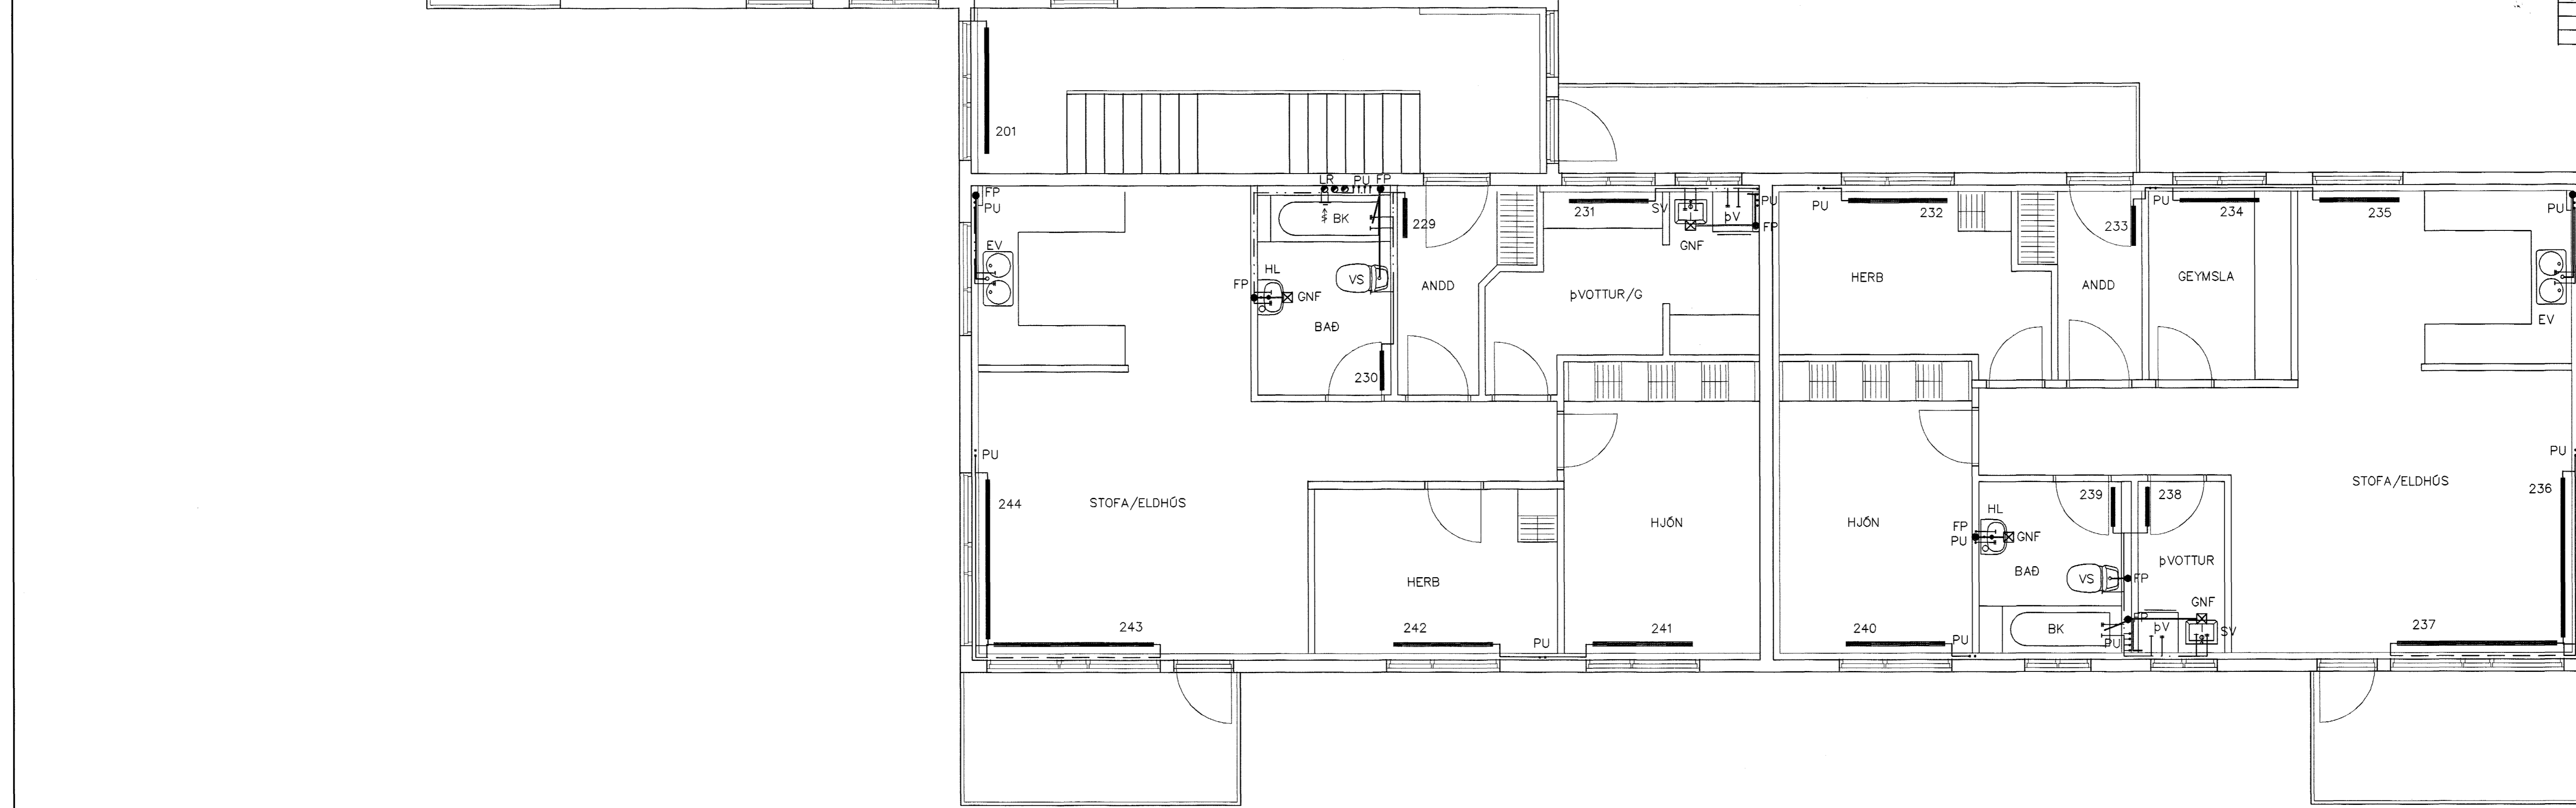 201
LR PU FP
FP
PU
BK
229
231
SV
þV
PU
FP
GNF
PU
232
233
PU
234
235
PU
EV
HL
FP
GNF
VS
BAÐ
ANDD
þVOTTUR/G
HERB
ANDD
GEYMSLA
EV
230
PU
244
STOFA/ELDHÚS
HJÓN
HJÓN
239
238
STOFA/ELDHÚS
PU
236
HL
FP
PU
GNF
BAÐ
VS
FP
þVOTTUR
HERB
GNF
243
242
PU
241
240
PU
BK
FP
PU
þV
SV
237